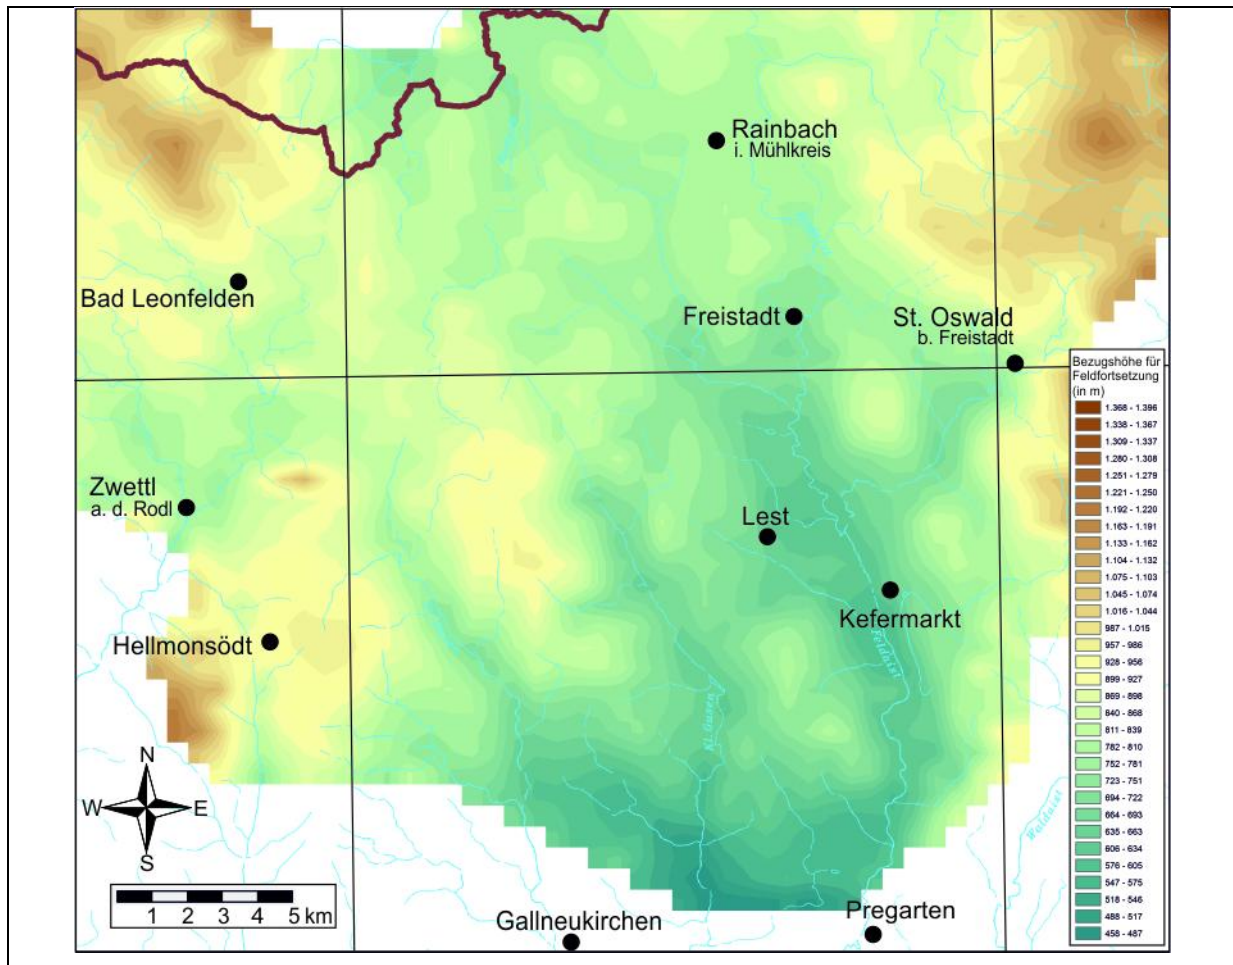 Rainbach
i. Mühlkreis
Bad Leonfelden
Freistadt
St. Oswald
b. Freistadt
Zwettl
a. d. Rodl
Lest
Kefermarkt
Hellmonsödt
Feldaist
Kl. Gusen
Waldaist
Gallneukirchen
Pregarten
N
W E
S
1 2 3 4 5 km
Bezugshöhe für
Feldfortsetzung
(in m)
1.368 - 1.396
1.338 - 1.367
1.309 - 1.337
1.280 - 1.308
1.251 - 1.279
1.221 - 1.250
1.192 - 1.220
1.163 - 1.191
1.133 - 1.162
1.104 - 1.132
1.075 - 1.103
1.045 - 1.074
1.016 - 1.044
987 - 1.015
957 - 986
928 - 956
899 - 927
869 - 898
840 - 868
811 - 839
782 - 810
752 - 781
723 - 751
694 - 722
664 - 693
635 - 663
606 - 634
576 - 605
547 - 575
518 - 546
488 - 517
458 - 487